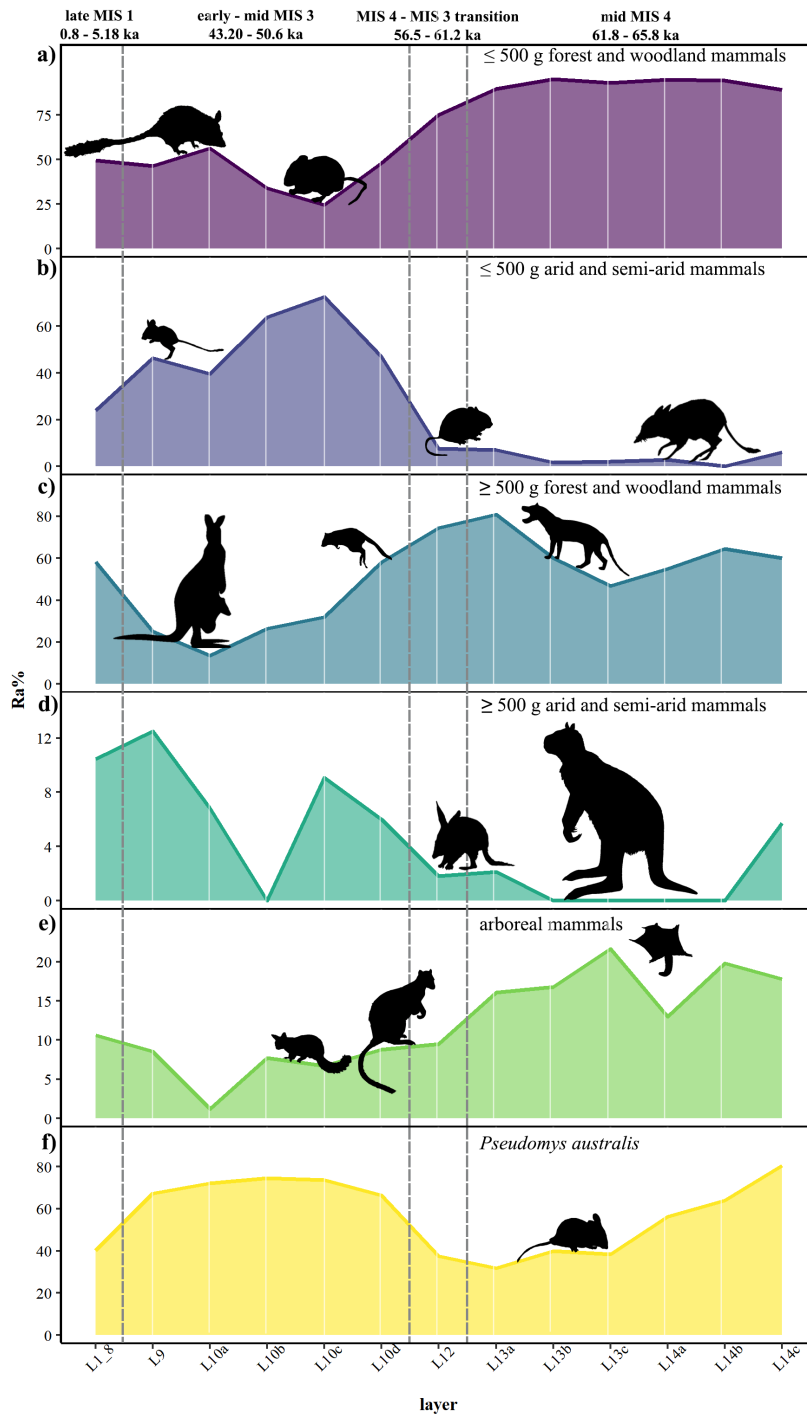 late MIS 1 early - mid MIS 3 MIS 4 - MIS 3 transition mid MIS 4
0.8 - 5.18 ka 43.20 - 50.6 ka 56.5 - 61.2 ka 61.8 - 65.8 ka
a) ≤ 500 g forest and woodland mammals
75
50
25
0
b) ≤ 500 g arid and semi-arid mammals
60
40
20
0
c) ≥ 500 g forest and woodland mammals
80
60
40
20
0
Ra%
d) ≥ 500 g arid and semi-arid mammals
12
8
4
0
e) arboreal mammals
20
15
10
5
0
f) Pseudomys australis
80
60
40
20
0
L1_8 L9 L10a L10b L10c L10d L12 L13a L13b L13c L14a L14b L14c
layer